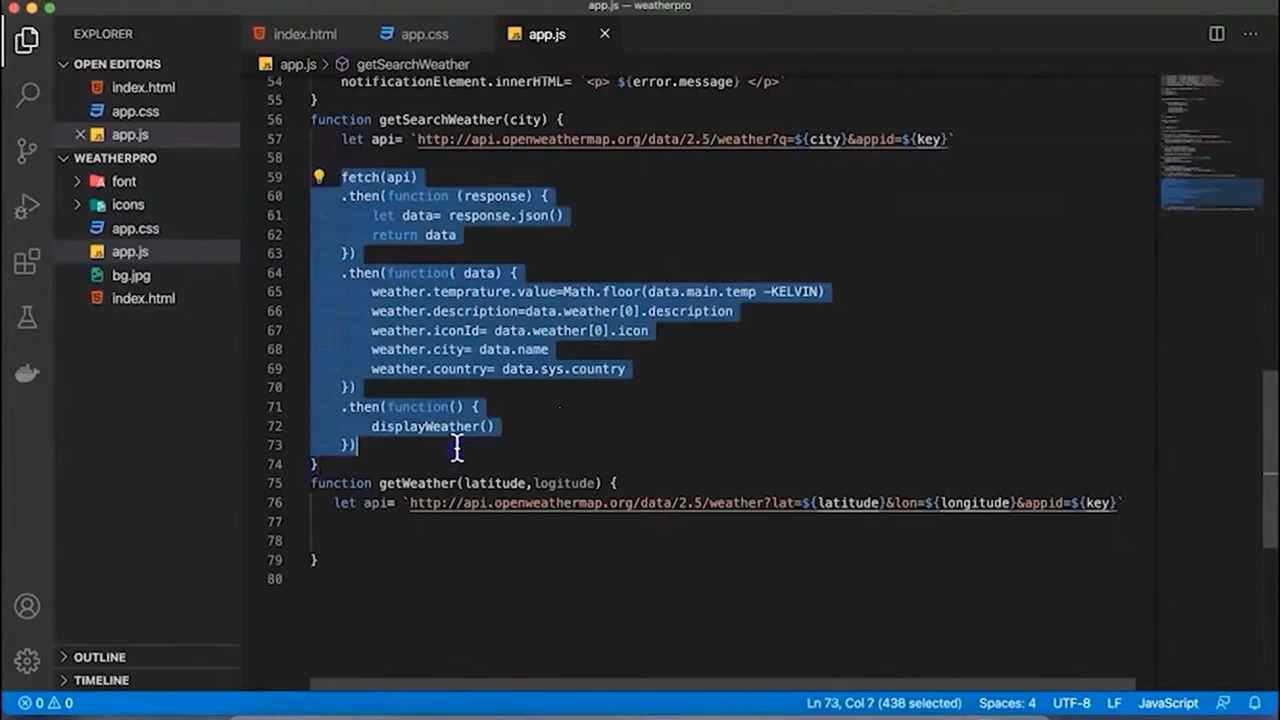 app.js — weatherpro
EXPLORER
OPEN EDITORS
index.html
app.css
app.js
WEATHERPRO
font
icons
app.css
app.js
bg.jpg
index.html
OUTLINE
TIMELINE
index.html app.css app.js
app.js > getSearchWeather
54 notificationElement.innerHTML= `<p> ${error.message} </p>`
55 }
56 function getSearchWeather(city) {
57 let api= `http://api.openweathermap.org/data/2.5/weather?q=${city}&appid=${key}`
58
59 fetch(api)
60 .then(function (response) {
61 let data= response.json()
62 return data
63 })
64 .then(function( data) {
65 weather.temprature.value=Math.floor(data.main.temp -KELVIN)
66 weather.description=data.weather[0].description
67 weather.iconId= data.weather[0].icon
68 weather.city= data.name
69 weather.country= data.sys.country
70 })
71 .then(function() {
72 displayWeather()
73 })
74 }
75 function getWeather(latitude,logitude) {
76 let api= `http://api.openweathermap.org/data/2.5/weather?lat=${latitude}&lon=${longitude}&appid=${key}`
77
78
79 }
80
0 0 Ln 73, Col 7 (438 selected) Spaces: 4 UTF-8 LF JavaScript